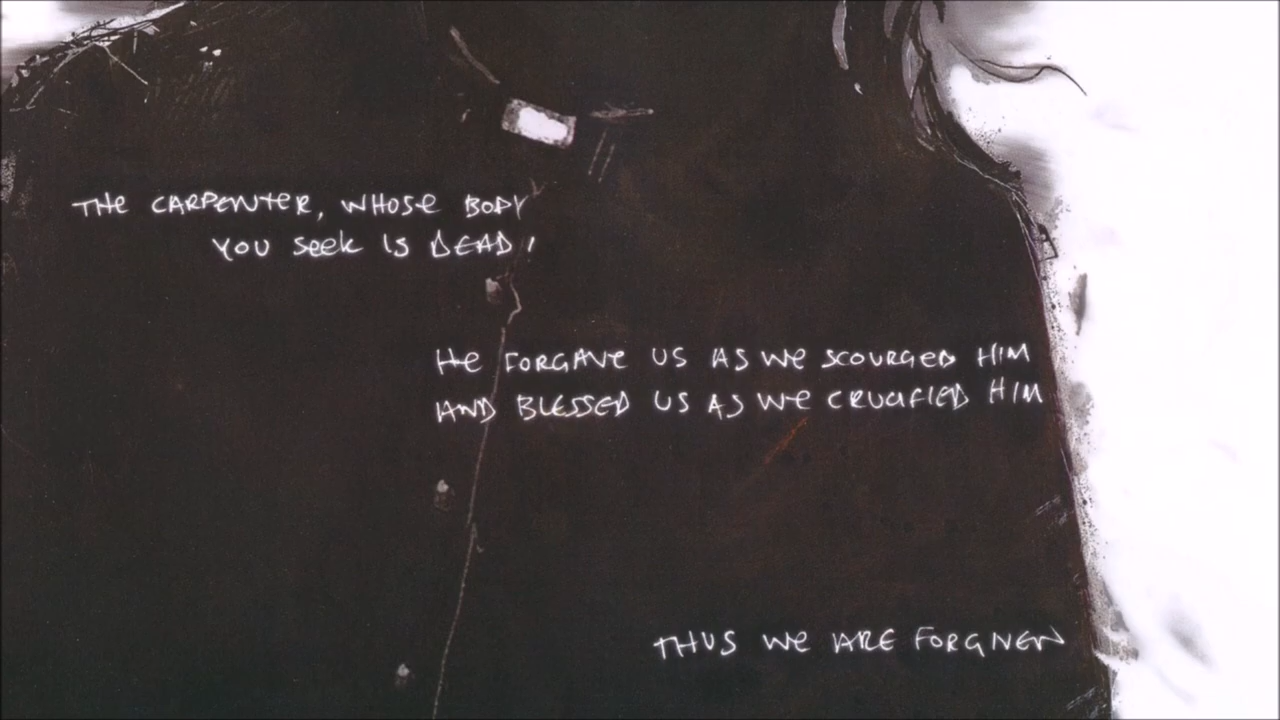 THE CARPENTER, WHOSE BODY
YOU SEEK IS DEAD,
HE FORGAVE US AS WE SCOURGED HIM
AND BLESSED US AS WE CRUCIFIED HIM
THUS WE ARE FORGIVEN